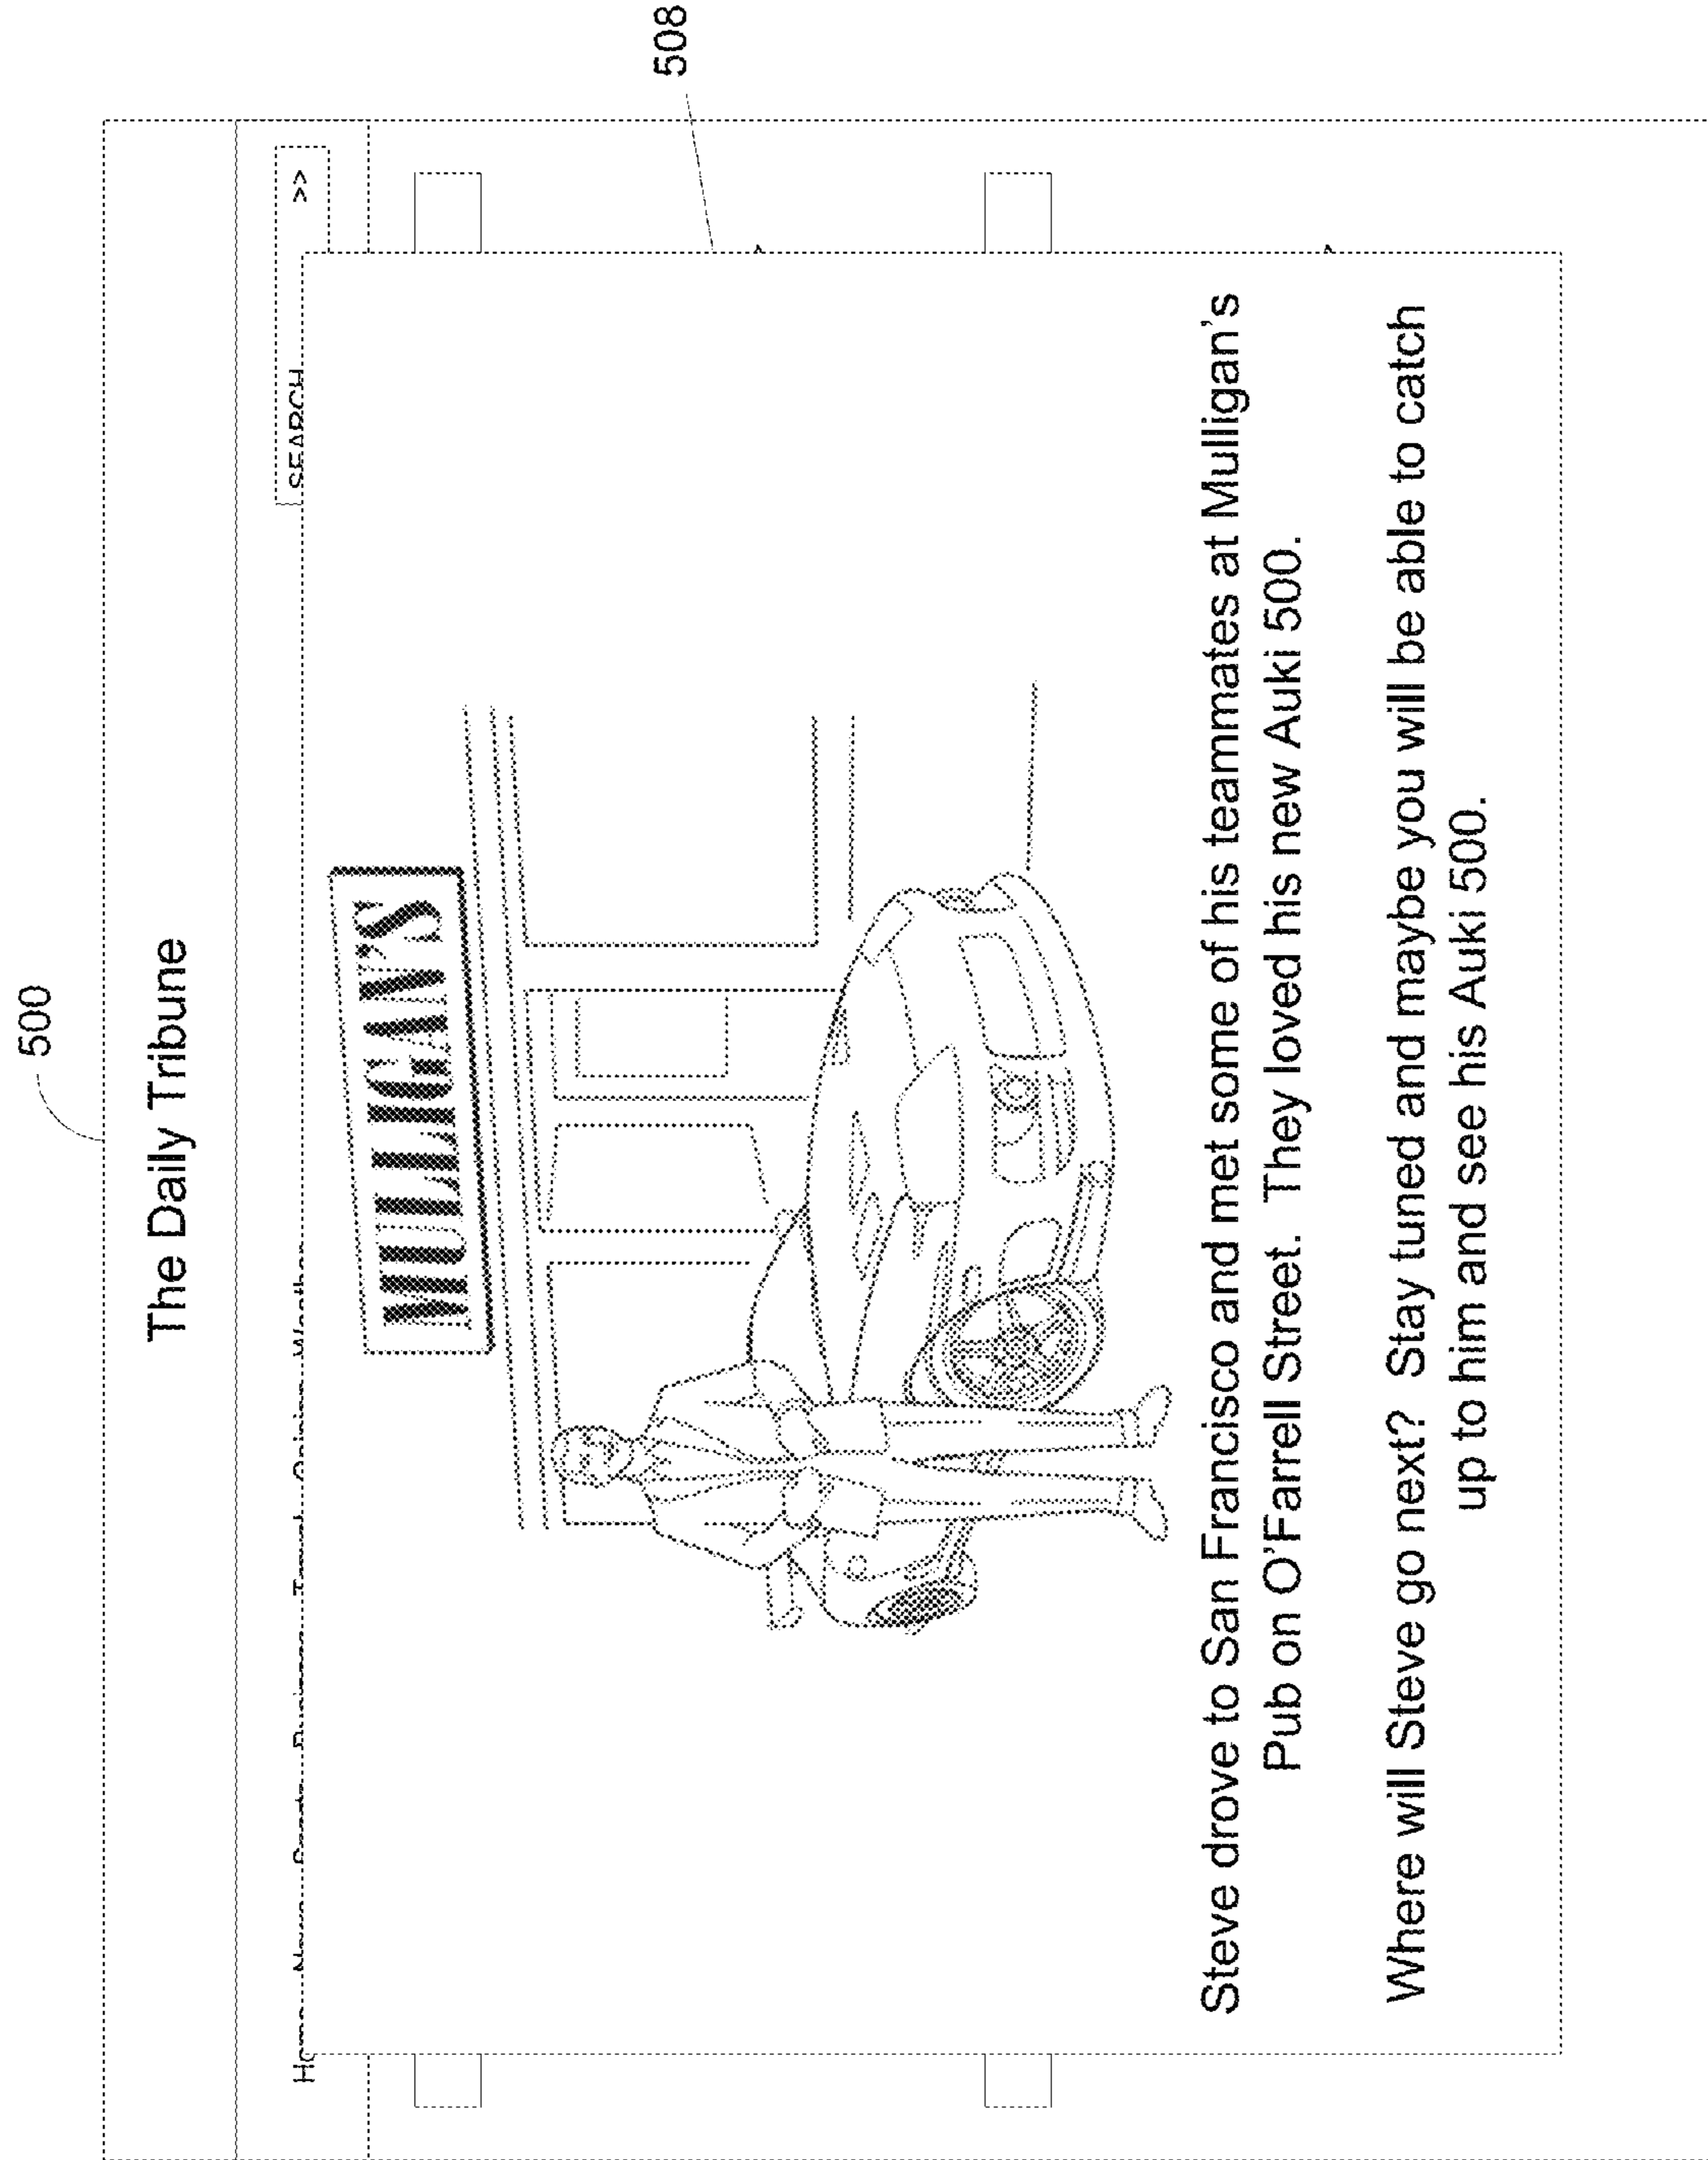 500
The Daily Tribune
SEARCH >>
508
MULLIGAN'S
Steve drove to San Francisco and met some of his teammates at Mulligan's
Pub on O'Farrell Street.  They loved his new Auki 500.
Where will Steve go next?  Stay tuned and maybe you will be able to catch
up to him and see his Auki 500.